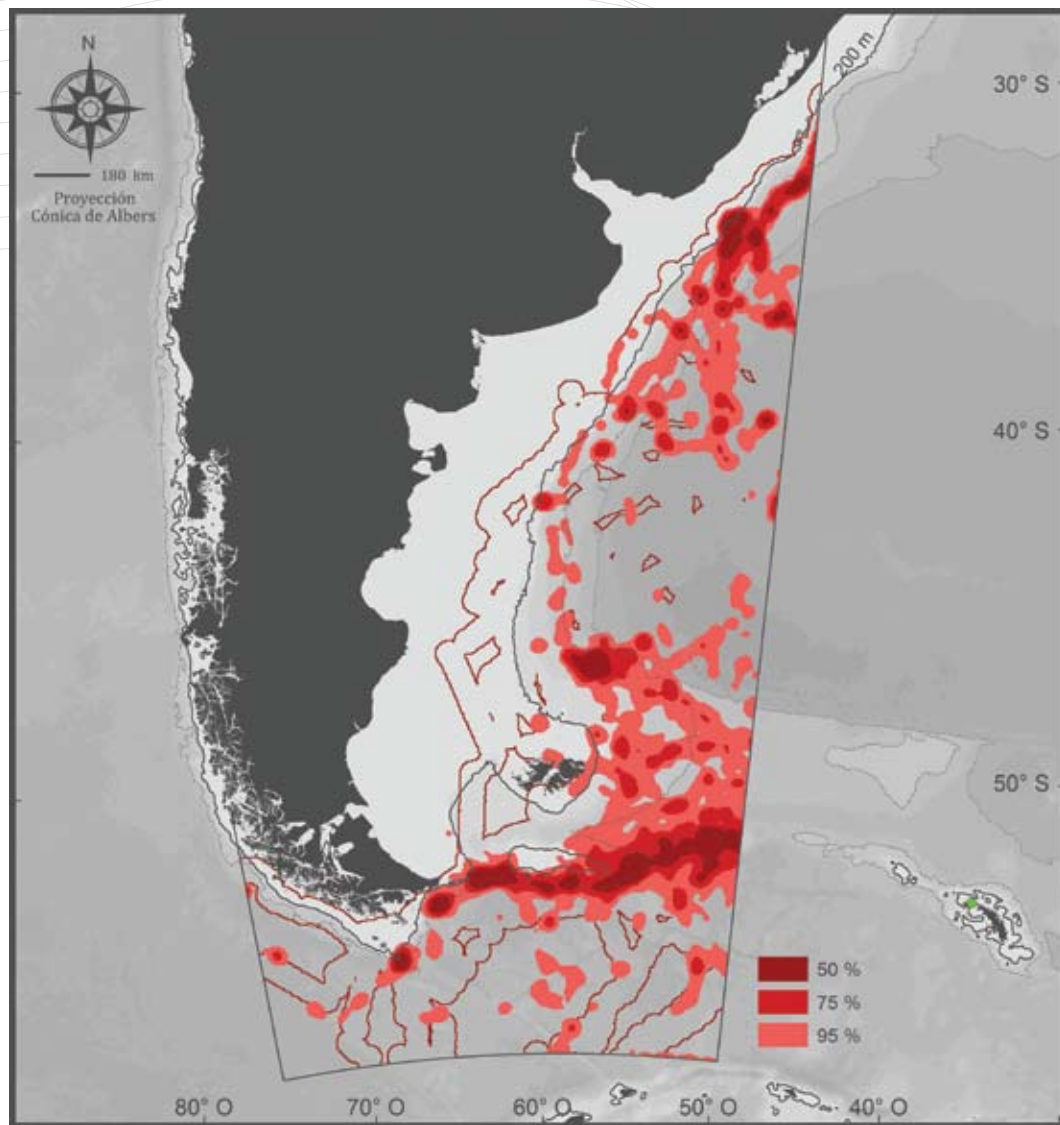 N
180 km
Proyección
Cónica de Albers
200 m
30° S
40° S
50° S
50 %
75 %
95 %
80° O
70° O
60° O
50° O
40° O